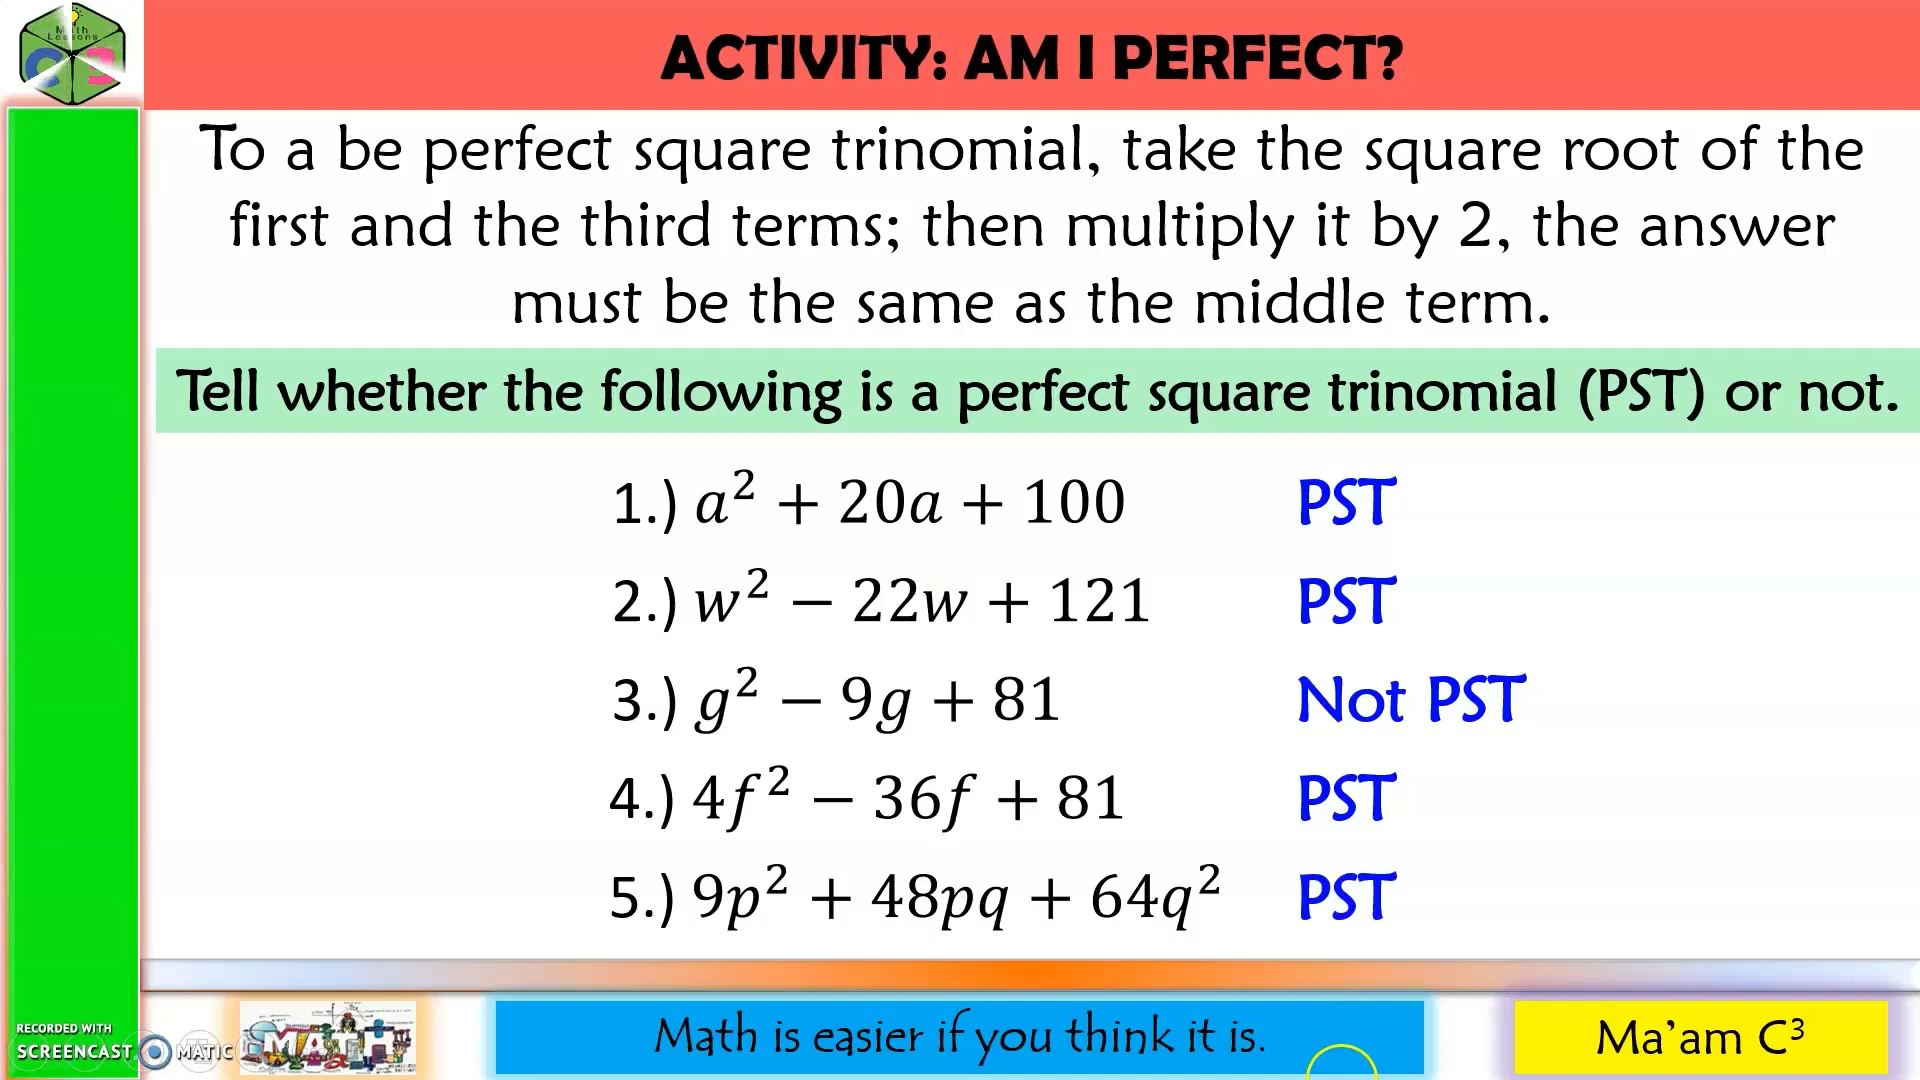 Math
Lessons
ACTIVITY: AM I PERFECT?
To a be perfect square trinomial, take the square root of the
first and the third terms; then multiply it by 2, the answer
must be the same as the middle term.
Tell whether the following is a perfect square trinomial (PST) or not.
1.) a² + 20a + 100 PST
2.) w² − 22w + 121 PST
3.) g² − 9g + 81 Not PST
4.) 4f² − 36f + 81 PST
5.) 9p² + 48pq + 64q² PST
RECORDED WITH
SCREENCAST MATIC
MATH
Math is easier if you think it is.
Ma’am C³